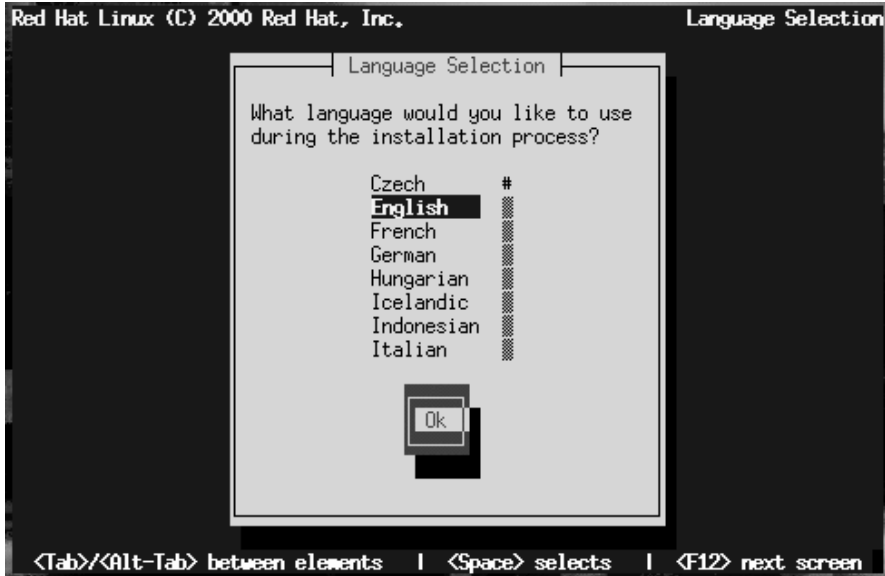 Red Hat Linux (C) 2000 Red Hat, Inc. Language Selection
Language Selection
What language would you like to use
during the installation process?
Czech #
English
French
German
Hungarian
Icelandic
Indonesian
Italian
Ok
<Tab>/<Alt-Tab> between elements | <Space> selects | <F12> next screen